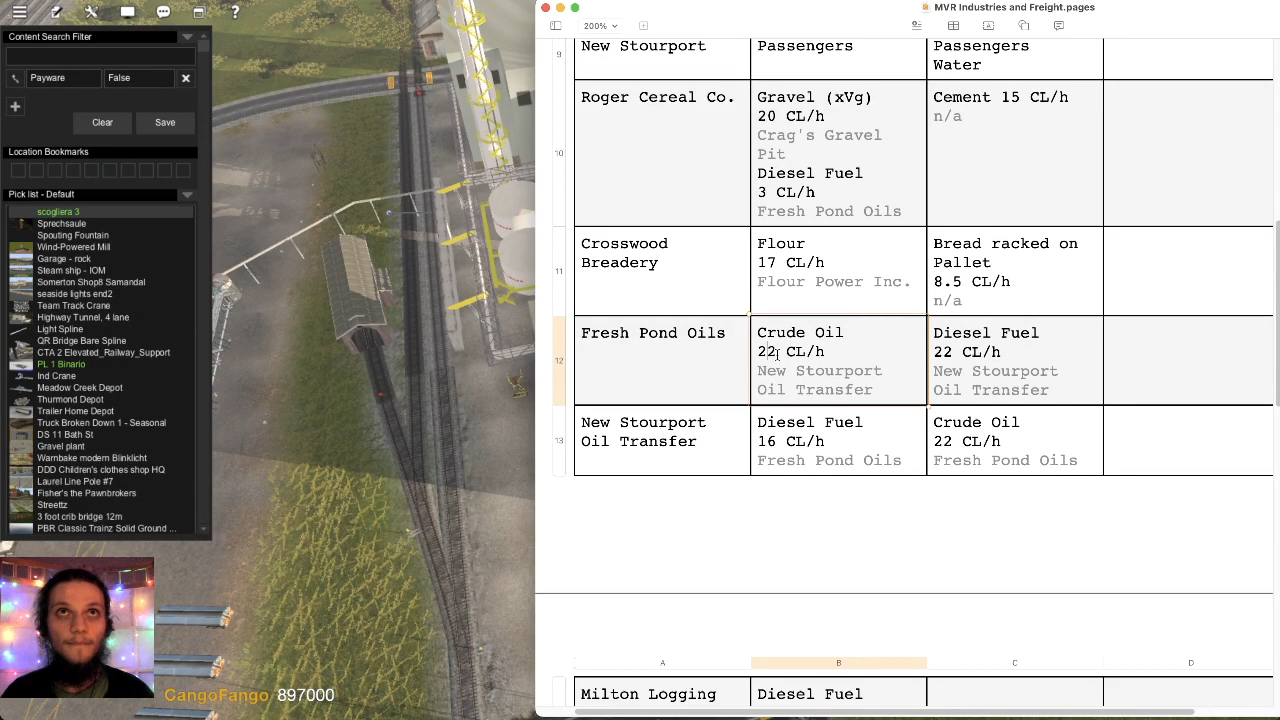 Content Search Filter
Payware
False
Clear
Save
Location Bookmarks
Pick list - Default
scogliera 3
Sprechsaule
Spouting Fountain
Wind-Powered Mill
Garage - rock
Steam ship - IOM
Somerton Shop8 Samandal
seaside lights end2
Team Track Crane
Highway Tunnel, 4 lane
Light Spline
QR Bridge Bare Spline
CTA 2 Elevated_Railway_Support
PL 1 Binario
Ind Crane
Meadow Creek Depot
Thurmond Depot
Trailer Home Depot
Truck Broken Down 1 - Seasonal
DS 11 Bath St
Gravel plant
Warnbake modern Blinklicht
DDD Children's clothes shop HQ
Laurel Line Pole #7
Fisher's the Pawnbrokers
Streettz
3 foot crib bridge 12m
PBR Classic Trainz Solid Ground ...
CangoFango 897000
MVR Industries and Freight.pages
200%
9
New Stourport
Passengers
Passengers
Water
10
Roger Cereal Co.
Gravel (xVg)
20 CL/h
Crag's Gravel
Pit
Diesel Fuel
3 CL/h
Fresh Pond Oils
Cement 15 CL/h
n/a
11
Crosswood
Breadery
Flour
17 CL/h
Flour Power Inc.
Bread racked on
Pallet
8.5 CL/h
n/a
12
Fresh Pond Oils
Crude Oil
22 CL/h
New Stourport
Oil Transfer
Diesel Fuel
22 CL/h
New Stourport
Oil Transfer
13
New Stourport
Oil Transfer
Diesel Fuel
16 CL/h
Fresh Pond Oils
Crude Oil
22 CL/h
Fresh Pond Oils
A
B
C
D
Milton Logging
Diesel Fuel